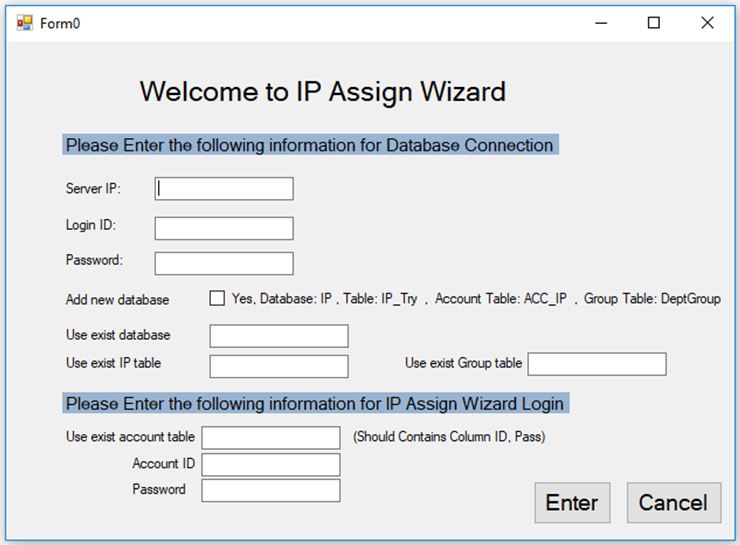 Form0
Welcome to IP Assign Wizard
Please Enter the following information for Database Connection
Server IP:
Login ID:
Password:
Add new database Yes, Database: IP , Table: IP_Try , Account Table: ACC_IP , Group Table: DeptGroup
Use exist database
Use exist IP table Use exist Group table
Please Enter the following information for IP Assign Wizard Login
Use exist account table (Should Contains Column ID, Pass)
Account ID
Password
Enter Cancel